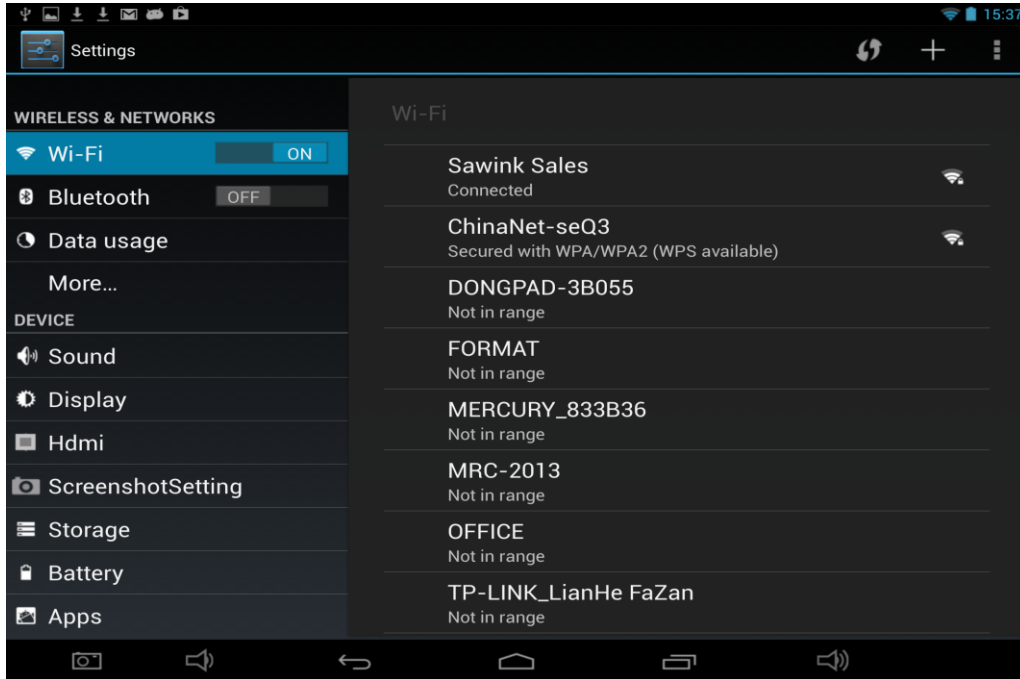 15:37
Settings
WIRELESS & NETWORKS
Wi-Fi
ON
Bluetooth
OFF
Data usage
More...
DEVICE
Sound
Display
Hdmi
ScreenshotSetting
Storage
Battery
Apps
Wi-Fi
Sawink Sales
Connected
ChinaNet-seQ3
Secured with WPA/WPA2 (WPS available)
DONGPAD-3B055
Not in range
FORMAT
Not in range
MERCURY_833B36
Not in range
MRC-2013
Not in range
OFFICE
Not in range
TP-LINK_LianHe FaZan
Not in range